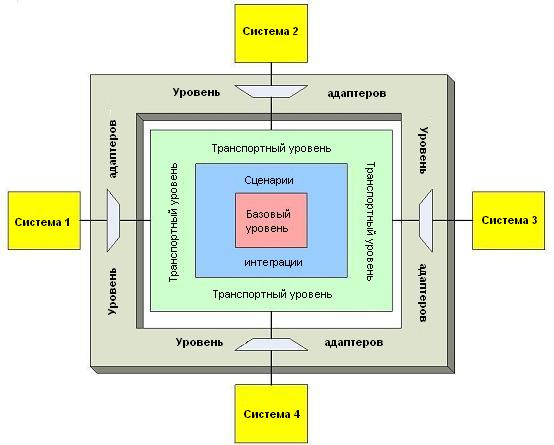 Система 2
Уровень адаптеров
Транспортный уровень
Уровень
адаптеров
Уровень
адаптеров
Транспортный уровень
Сценарии
Базовый
уровень
интеграции
Транспортный уровень
Система 1
Система 3
Транспортный уровень
Уровень адаптеров
Система 4